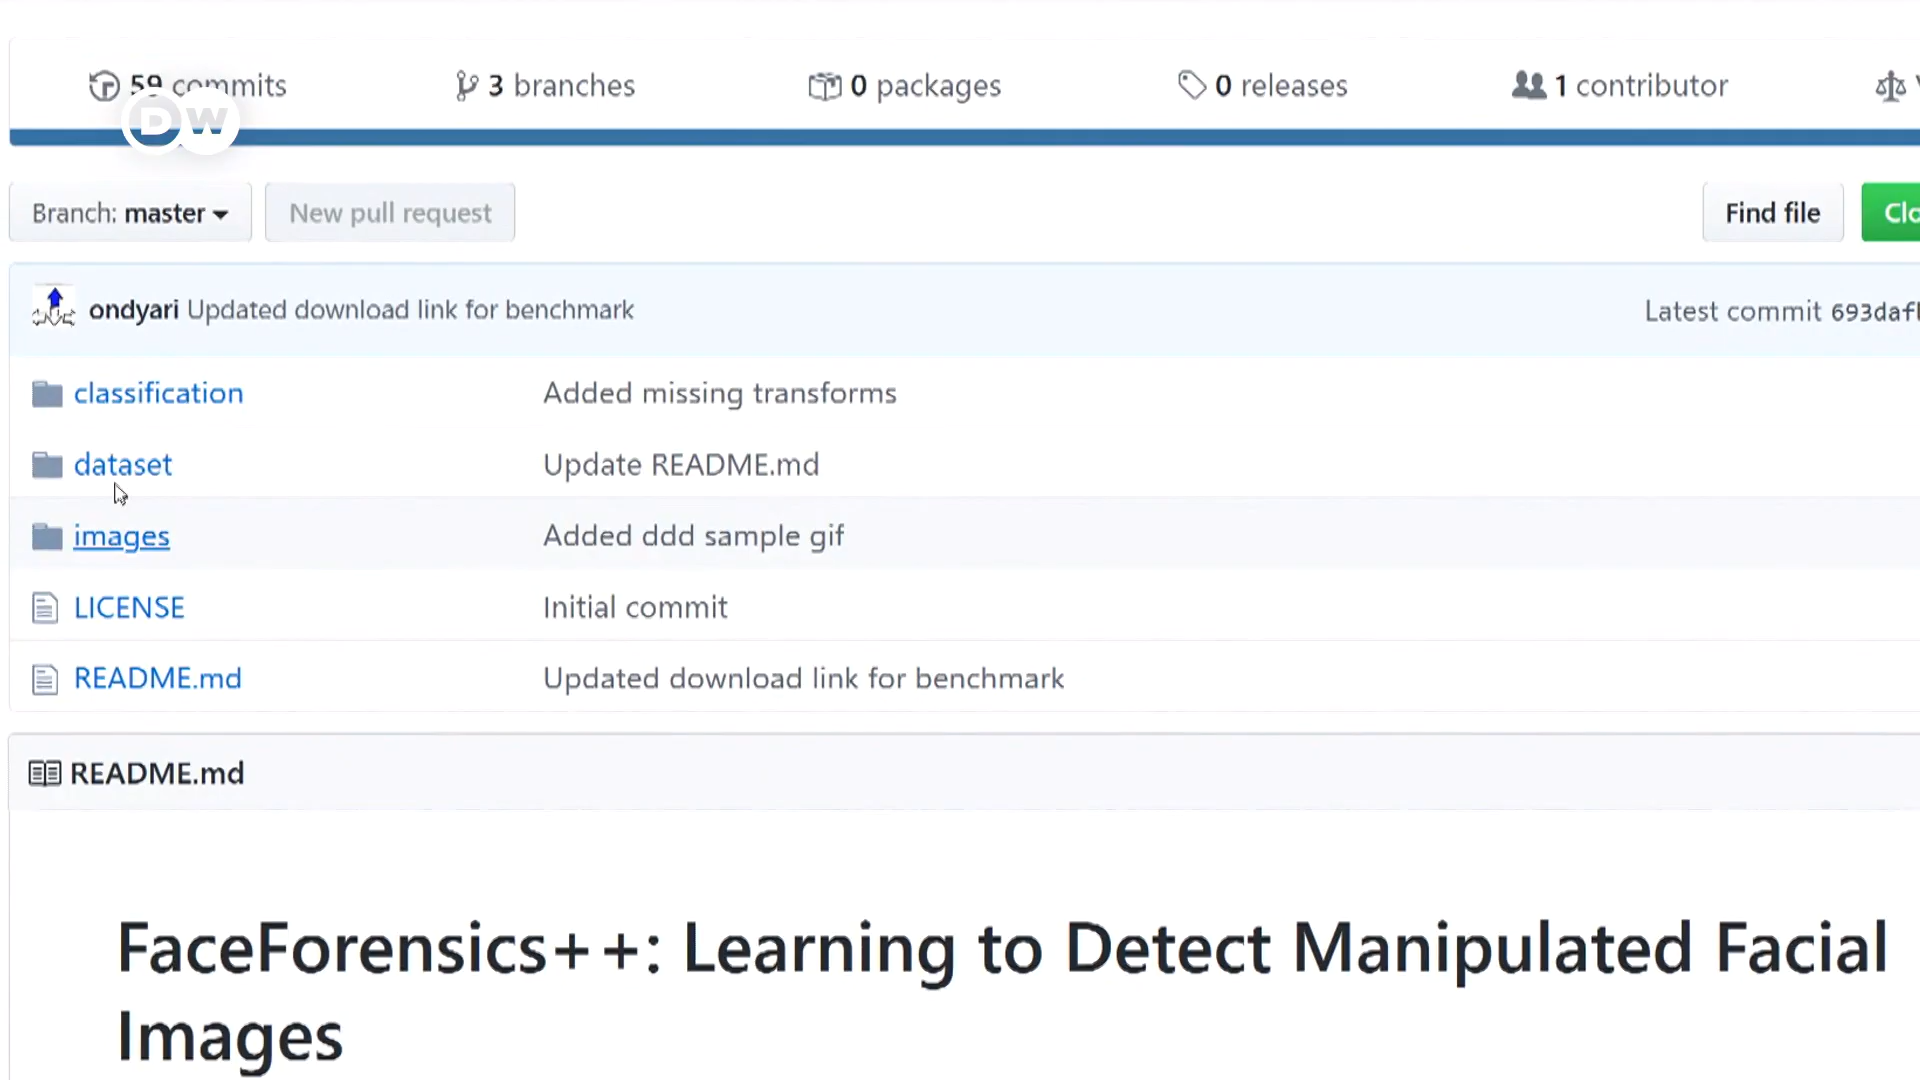 59 commits 3 branches 0 packages 0 releases 1 contributor
DW
Branch: master New pull request Find file
ondyari Updated download link for benchmark Latest commit
classification Added missing transforms
dataset Update README.md
images Added ddd sample gif
LICENSE Initial commit
README.md Updated download link for benchmark
README.md
FaceForensics++: Learning to Detect Manipulated Facial
Images